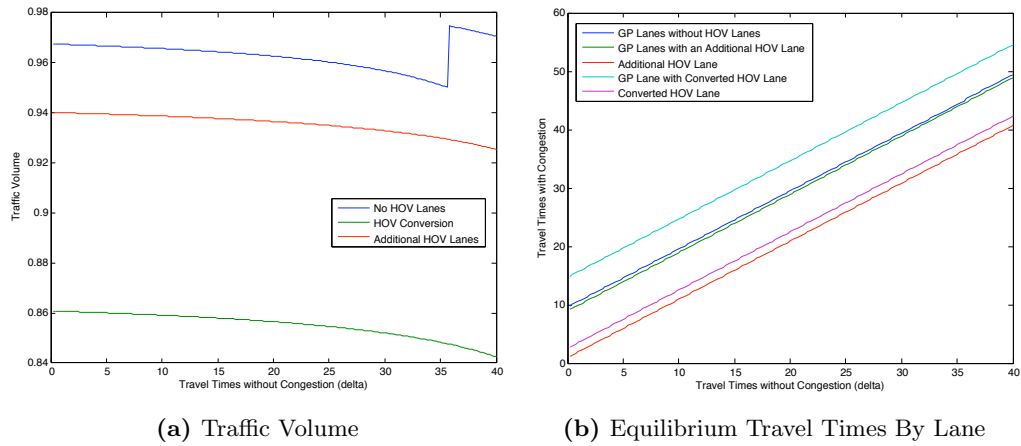 0.98
0.96
0.94
0.92
0.9
0.88
0.86
0.84
Traffic Volume
No HOV Lanes
HOV Conversion
Additional HOV Lanes
0 5 10 15 20 25 30 35 40
Travel Times without Congestion (delta)
(a) Traffic Volume
60
50
40
30
20
10
0
Travel Times with Congestion
GP Lanes without HOV Lanes
GP Lanes with an Additional HOV Lane
Additional HOV Lane
GP Lane with Converted HOV Lane
Converted HOV Lane
0 5 10 15 20 25 30 35 40
Travel Times without Congestion (delta)
(b) Equilibrium Travel Times By Lane